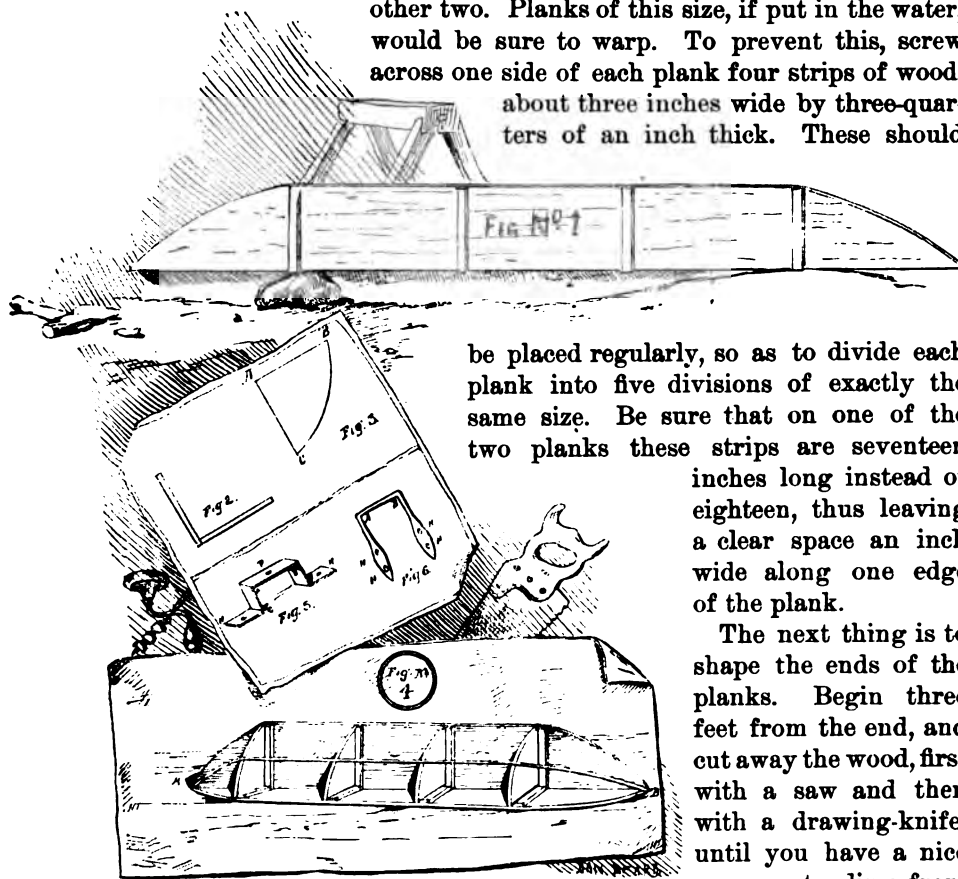 other two. Planks of this size, if put in the water,
would be sure to warp. To prevent this, screw
across one side of each plank four strips of wood
about three inches wide by three-quar-
ters of an inch thick. These should
FIG No 1
be placed regularly, so as to divide each
plank into five divisions of exactly the
same size. Be sure that on one of the
two planks these strips are seventeen
inches long instead of
eighteen, thus leaving
a clear space an inch
wide along one edge
of the plank.
The next thing is to
shape the ends of the
planks. Begin three
feet from the end, and
cut away the wood, first
with a saw and then
with a drawing-knife,
until you have a nice
B
A
C
Fig. 3.
Fig 2.
P
H
H
Fig. 5.
H
H
H
Fig 6.
Fig. No
4
A
B